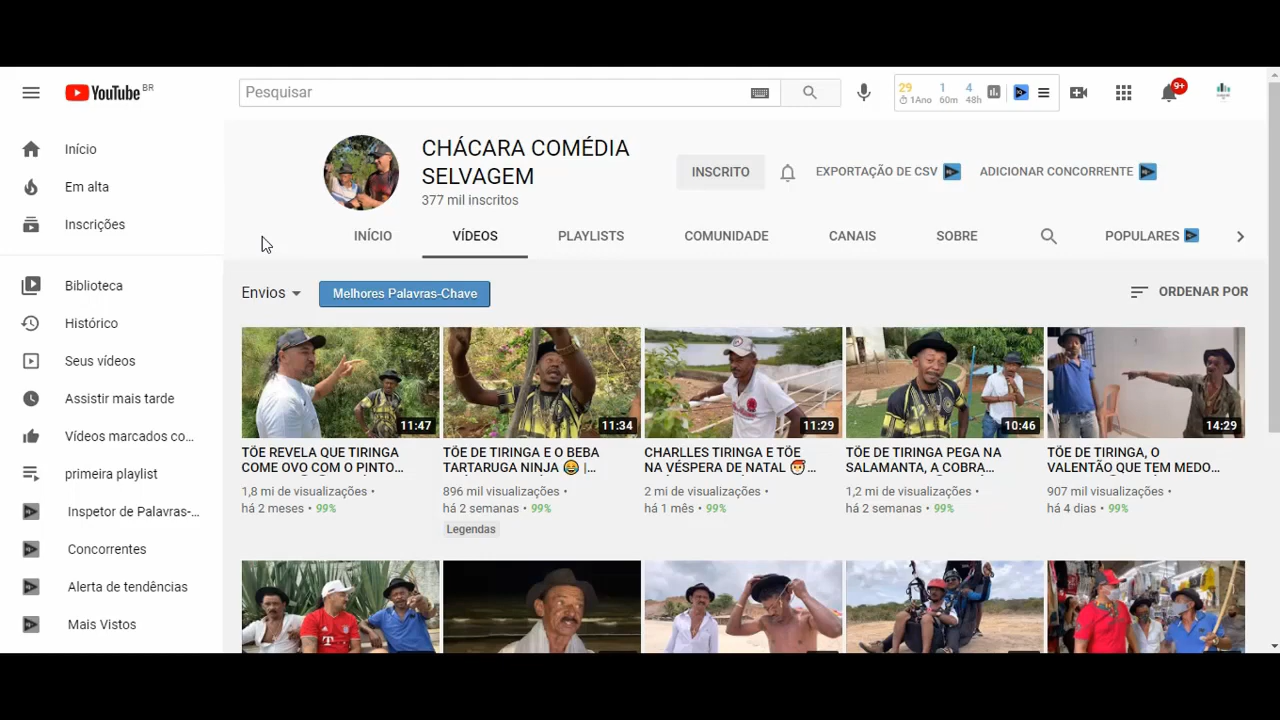 YouTube BR
Pesquisar
29 1 4
1Ano 60m 48h
9+
Início
Em alta
Inscrições
Biblioteca
Histórico
Seus vídeos
Assistir mais tarde
Vídeos marcados co...
primeira playlist
Inspetor de Palavras-...
Concorrentes
Alerta de tendências
Mais Vistos
CHÁCARA COMÉDIA
SELVAGEM
377 mil inscritos
INSCRITO
EXPORTAÇÃO DE CSV
ADICIONAR CONCORRENTE
INÍCIO VÍDEOS PLAYLISTS COMUNIDADE CANAIS SOBRE POPULARES
Envios
Melhores Palavras-Chave
ORDENAR POR
11:47
TÕE REVELA QUE TIRINGA
COME OVO COM O PINTO...
1,8 mi de visualizações •
há 2 meses • 99%
11:34
TÕE DE TIRINGA E O BEBA
TARTARUGA NINJA 😂 |...
896 mil visualizações •
há 2 semanas • 99%
Legendas
11:29
CHARLLES TIRINGA E TÕE
NA VÉSPERA DE NATAL 🎅...
2 mi de visualizações •
há 1 mês • 99%
10:46
TÕE DE TIRINGA PEGA NA
SALAMANTA, A COBRA...
1,2 mi de visualizações •
há 2 semanas • 99%
14:29
TÕE DE TIRINGA, O
VALENTÃO QUE TEM MEDO...
907 mil visualizações •
há 4 dias • 99%